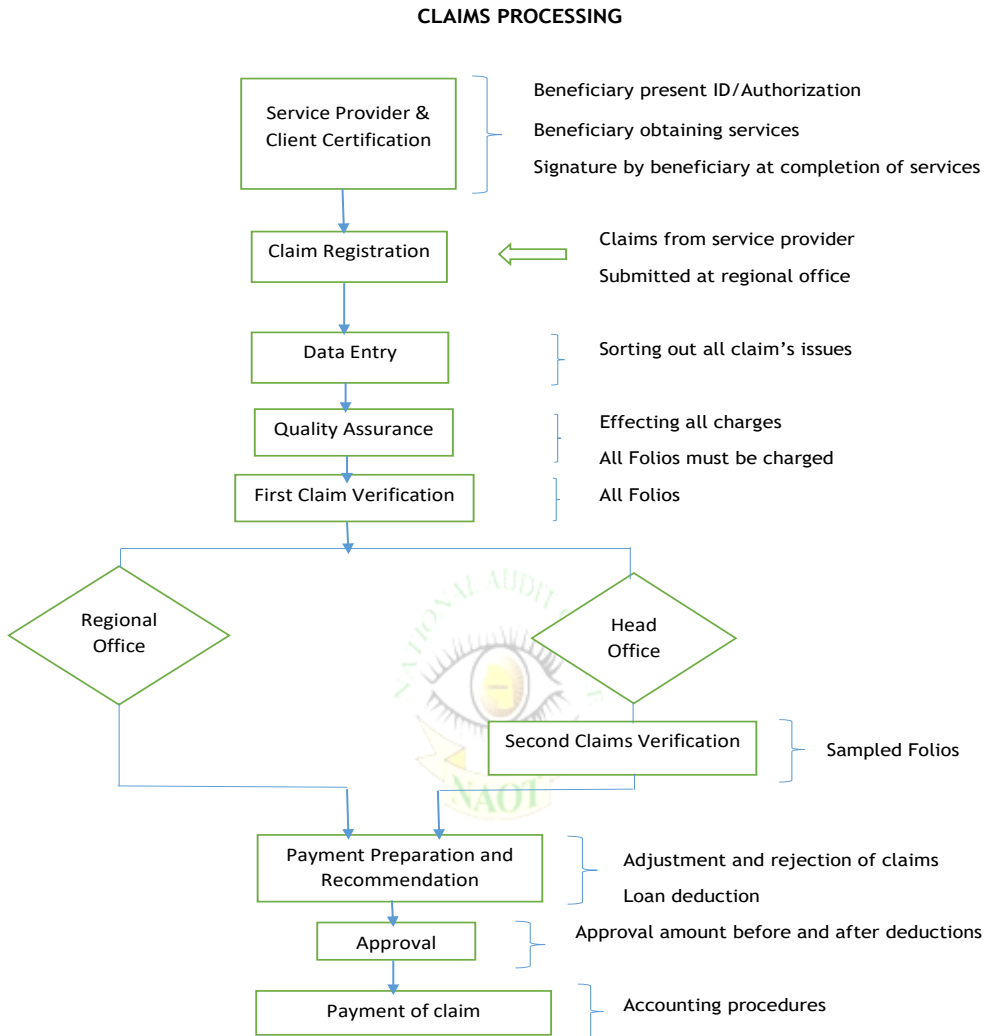 CLAIMS PROCESSING
Service Provider &
Client Certification
Beneficiary present ID/Authorization
Beneficiary obtaining services
Signature by beneficiary at completion of services
Claim Registration
Claims from service provider
Submitted at regional office
Data Entry
Sorting out all claim’s issues
Quality Assurance
Effecting all charges
All Folios must be charged
First Claim Verification
All Folios
Regional
Office
Head
Office
NATIONAL AUDIT
Second Claims Verification
Sampled Folios
NAOT
Payment Preparation and
Recommendation
Adjustment and rejection of claims
Loan deduction
Approval
Approval amount before and after deductions
Payment of claim
Accounting procedures